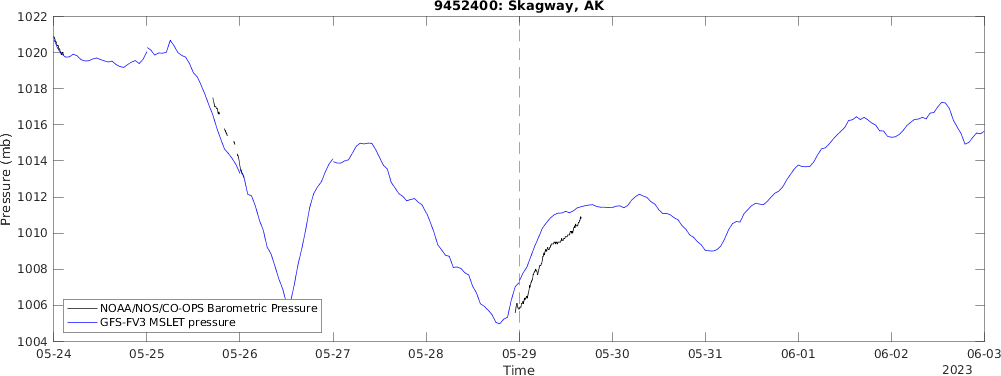 9452400: Skagway, AK
Pressure (mb)
1022
1020
1018
1016
1014
1012
1010
1008
1006
1004
NOAA/NOS/CO-OPS Barometric Pressure
GFS-FV3 MSLET pressure
05-24 05-25 05-26 05-27 05-28 05-29 05-30 05-31 06-01 06-02 06-03
Time
2023